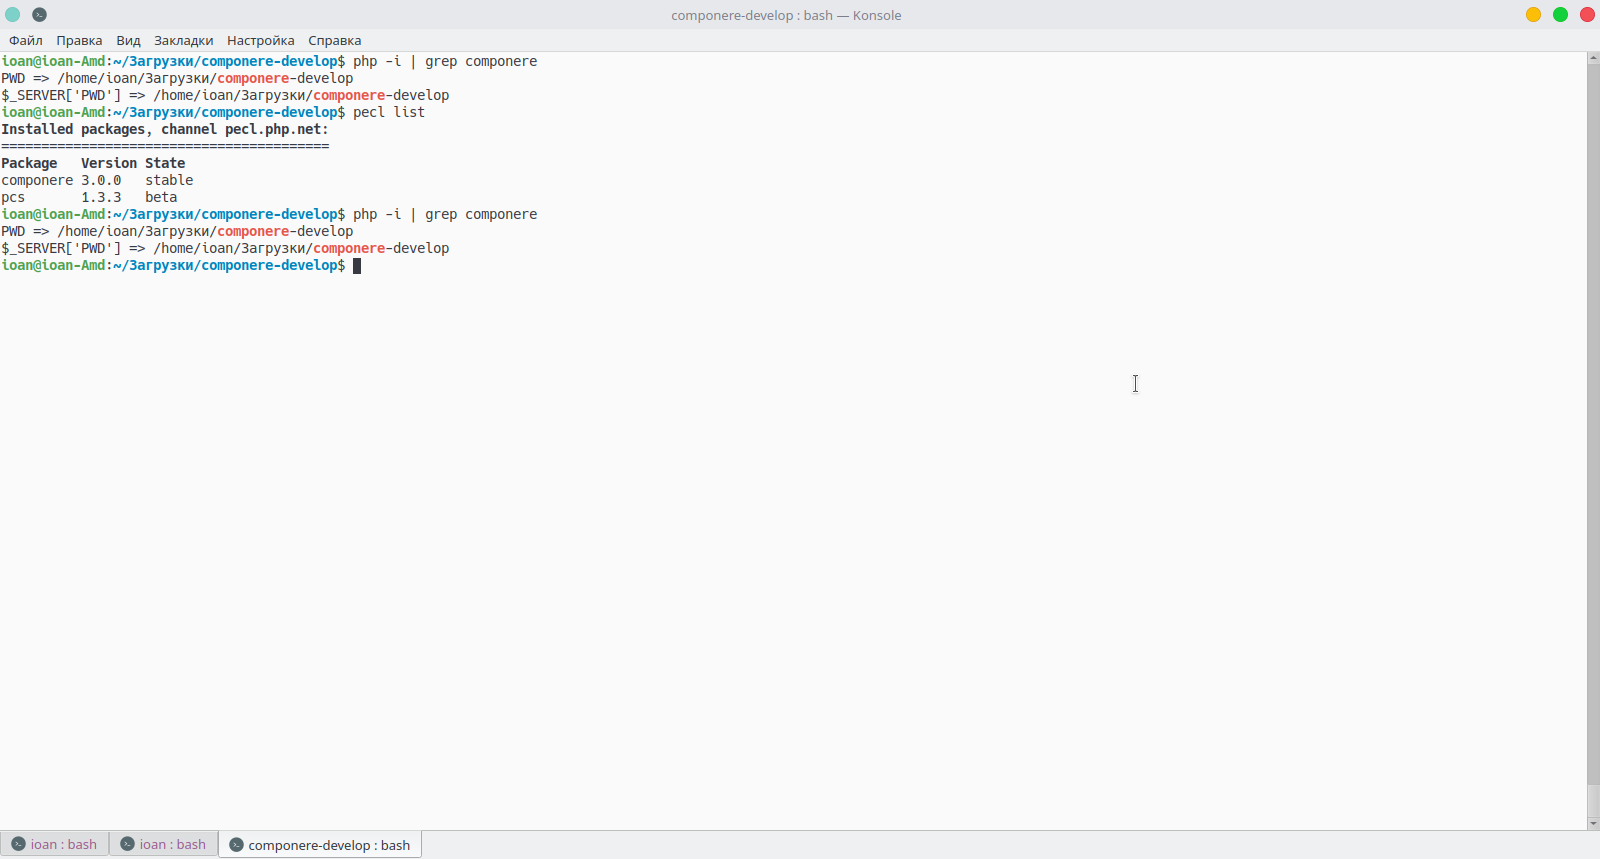 componere-develop : bash — Konsole
Файл Правка Вид Закладки Настройка Справка
ioan@ioan-Amd:~/Загрузки/componere-develop$ php -i | grep componere
PWD => /home/ioan/Загрузки/componere-develop
$_SERVER['PWD'] => /home/ioan/Загрузки/componere-develop
ioan@ioan-Amd:~/Загрузки/componere-develop$ pecl list
Installed packages, channel pecl.php.net:
=========================================
Package   Version State
componere 3.0.0   stable
pcs       1.3.3   beta
ioan@ioan-Amd:~/Загрузки/componere-develop$ php -i | grep componere
PWD => /home/ioan/Загрузки/componere-develop
$_SERVER['PWD'] => /home/ioan/Загрузки/componere-develop
ioan@ioan-Amd:~/Загрузки/componere-develop$
ioan : bash ioan : bash componere-develop : bash